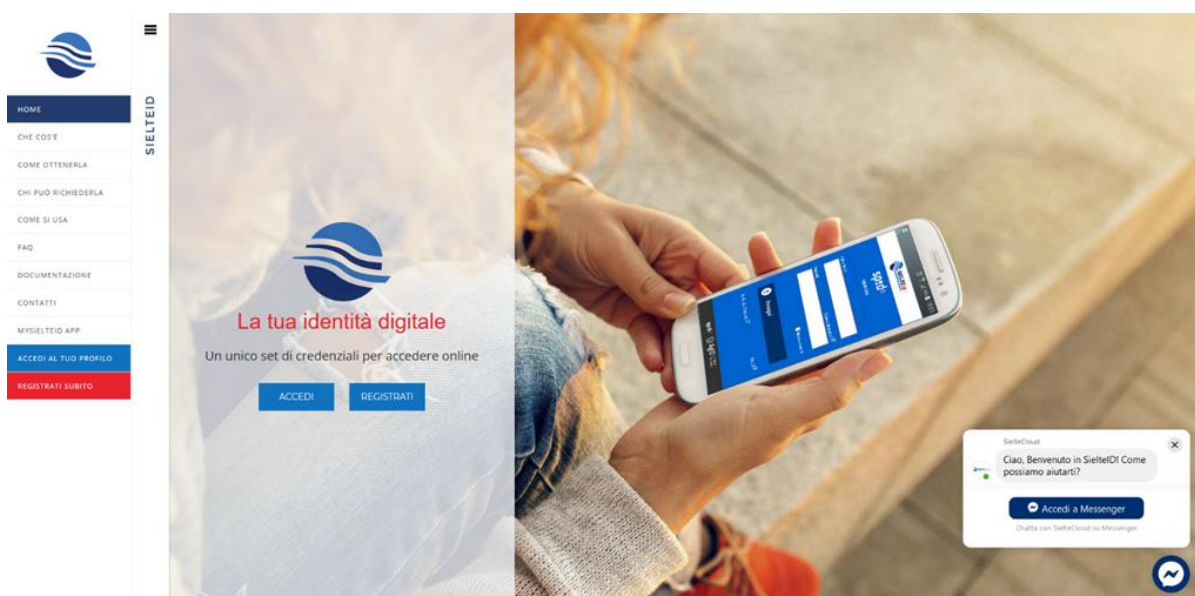 HOME
CHE COS'È
COME OTTENERLA
CHI PUÒ RICHIEDERLA
COME SI USA
FAQ
DOCUMENTAZIONE
CONTATTI
MYSIELTEID APP
ACCEDI AL TUO PROFILO
REGISTRATI SUBITO
SIELTEID
La tua identità digitale
Un unico set di credenziali per accedere online
ACCEDI
REGISTRATI
spid
SielteCloud
Ciao, Benvenuto in SielteID! Come
possiamo aiutarti?
Accedi a Messenger
Chatta con SielteCloud su Messenger